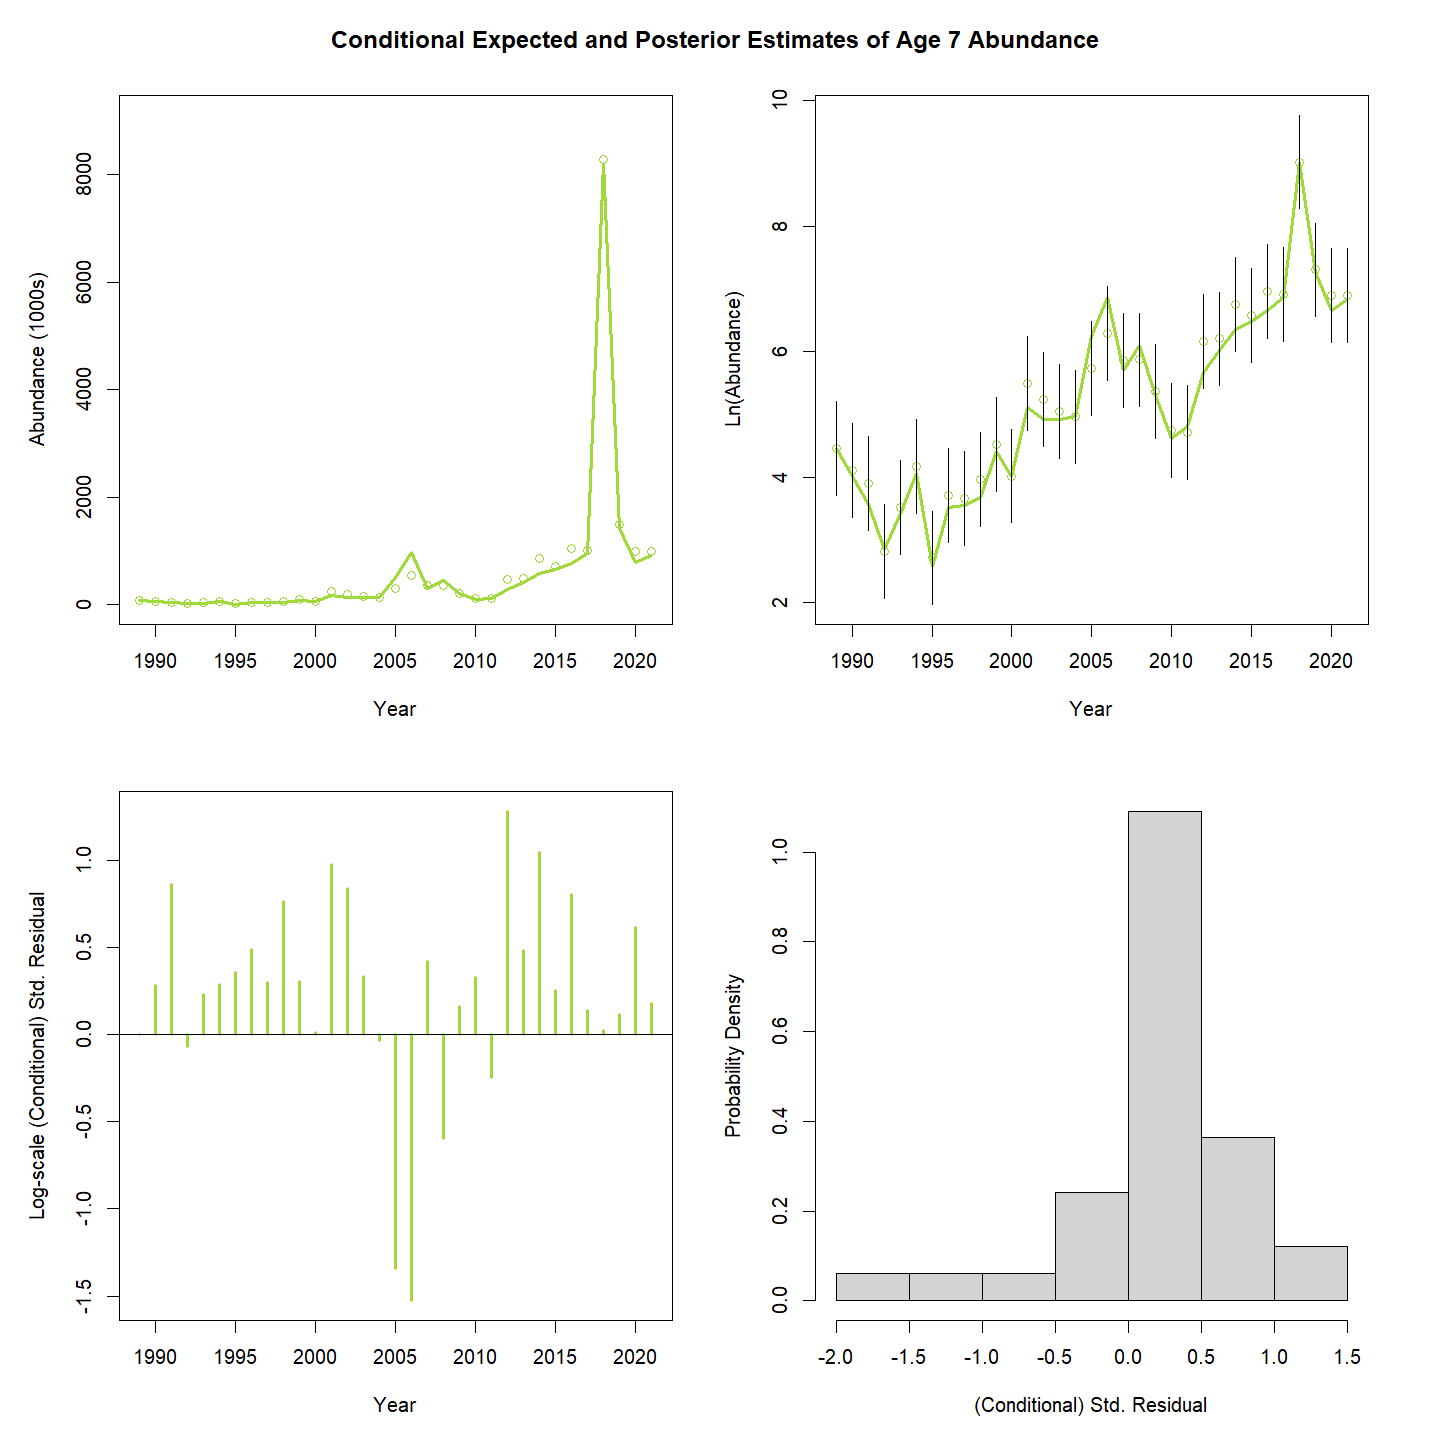 Conditional Expected and Posterior Estimates of Age 7 Abundance
Abundance (1000s)
0 2000 4000 6000 8000
1990 1995 2000 2005 2010 2015 2020
Year
Ln(Abundance)
2 4 6 8 10
1990 1995 2000 2005 2010 2015 2020
Year
Log-scale (Conditional) Std. Residual
-1.5 -1.0 -0.5 0.0 0.5 1.0
1990 1995 2000 2005 2010 2015 2020
Year
Probability Density
0.0 0.2 0.4 0.6 0.8 1.0
-2.0 -1.5 -1.0 -0.5 0.0 0.5 1.0 1.5
(Conditional) Std. Residual